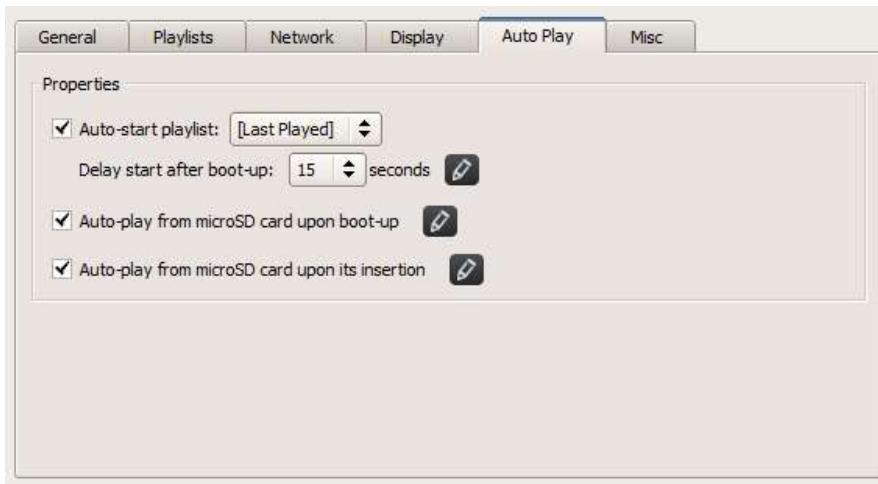 General Playlists Network Display Auto Play Misc
Properties
Auto-start playlist: [Last Played]
Delay start after boot-up: 15 seconds
Auto-play from microSD card upon boot-up
Auto-play from microSD card upon its insertion